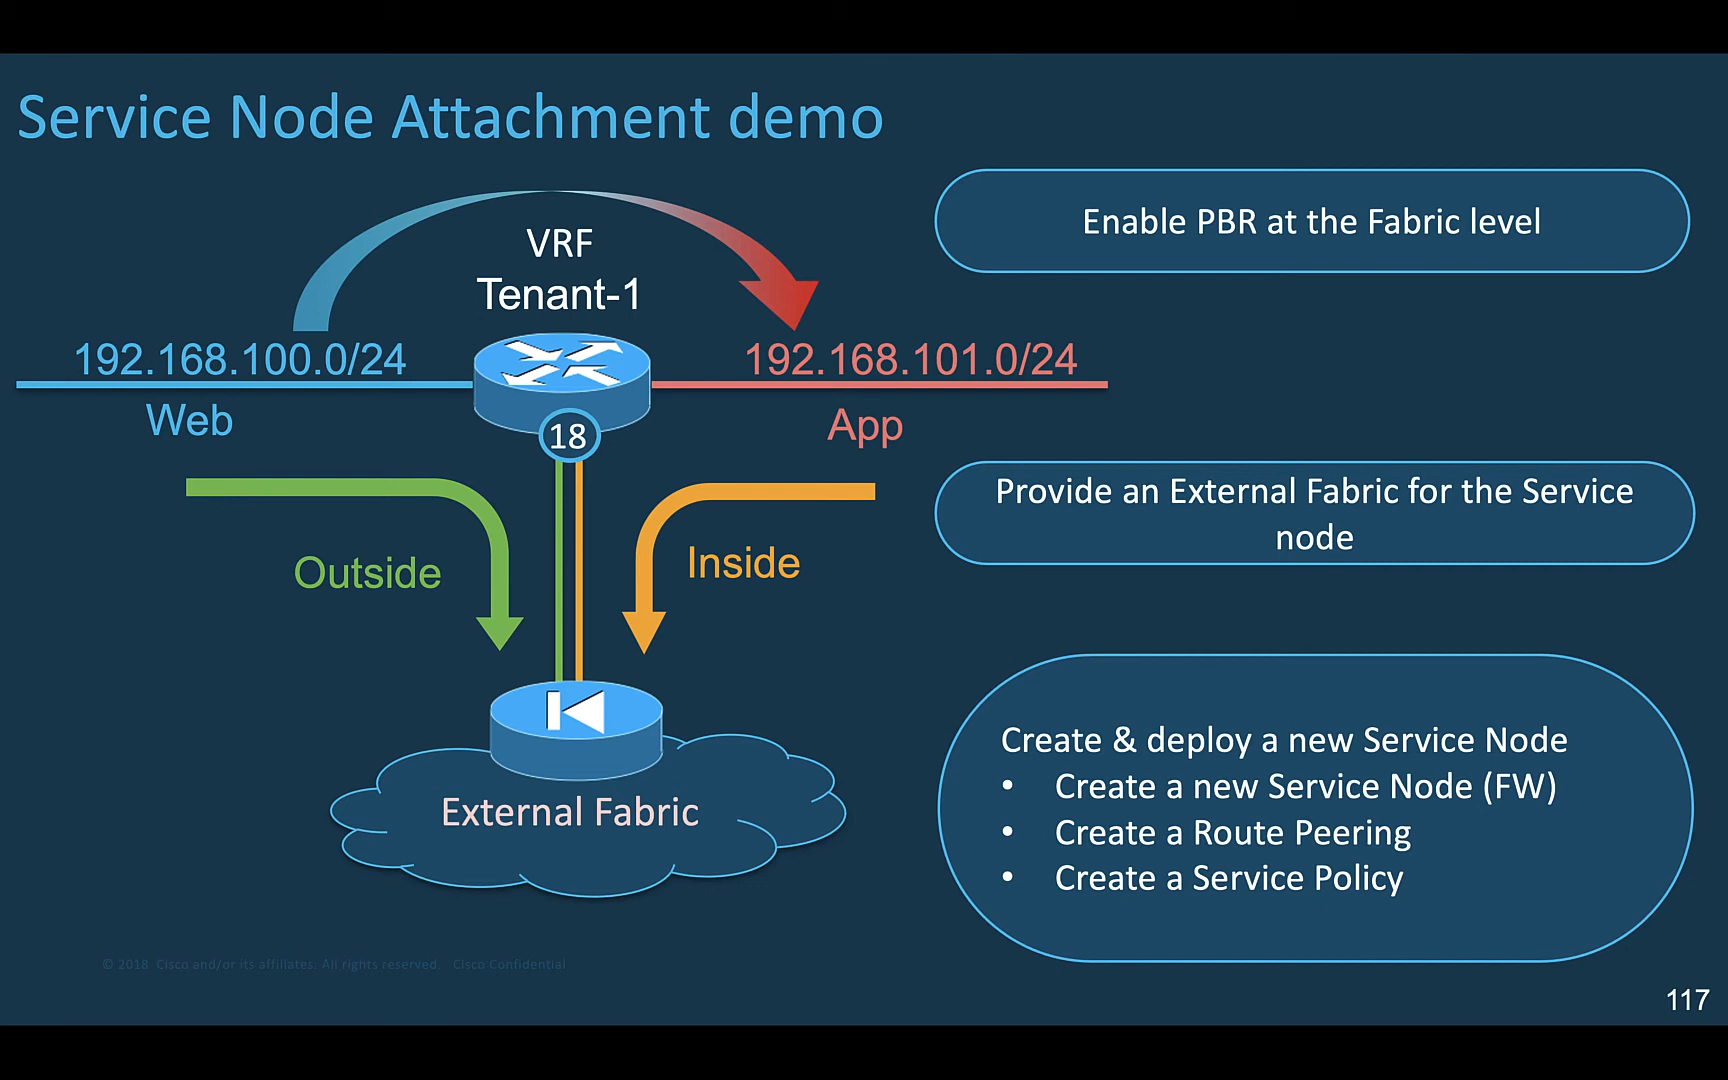 Service Node Attachment demo
VRF
Tenant-1
192.168.100.0/24
192.168.101.0/24
Web
App
18
Outside
Inside
External Fabric
Enable PBR at the Fabric level
Provide an External Fabric for the Service
node
Create & deploy a new Service Node
• Create a new Service Node (FW)
• Create a Route Peering
• Create a Service Policy
© 2018 Cisco and/or its affiliates. All rights reserved. Cisco Confidential
117